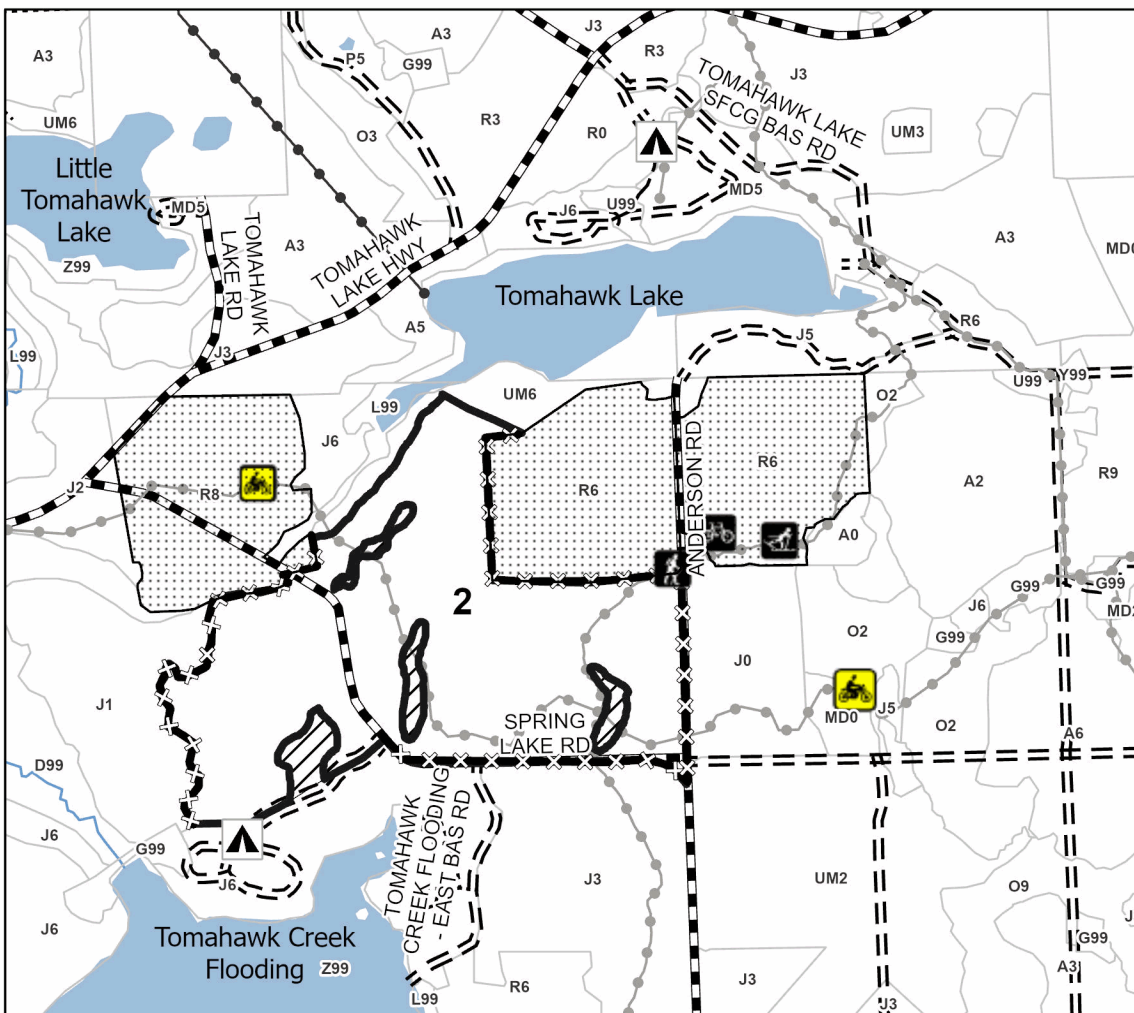 J3
A3
R3
A3
G99
P5
J3
TOMAHAWK LAKE
SFCG BAS RD
UM6
O3
R3
R0
UM3
Little
Tomahawk
Lake
MD5
MD5
U99
J6
A3
A3
MD0
Z99
TOMAHAWK
LAKE RD
TOMAHAWK
LAKE HWY
Tomahawk Lake
A5
R6
J5
L99
J3
U99
Y99
UM6
L99
O2
J6
R6
R9
R8
R6
A2
J2
ANDERSON RD
A0
2
G99
G99
J6
MD2
O2
G99
J0
J1
MD0
J5
O2
SPRING
LAKE RD
A6
D99
TOMAHAWK
CREEK FLOODING
- EAST BAS RD
J6
G99
J6
J3
UM2
O9
J6
J
G99
Tomahawk Creek
Flooding
Z99
A3
J3
R6
L99
J3